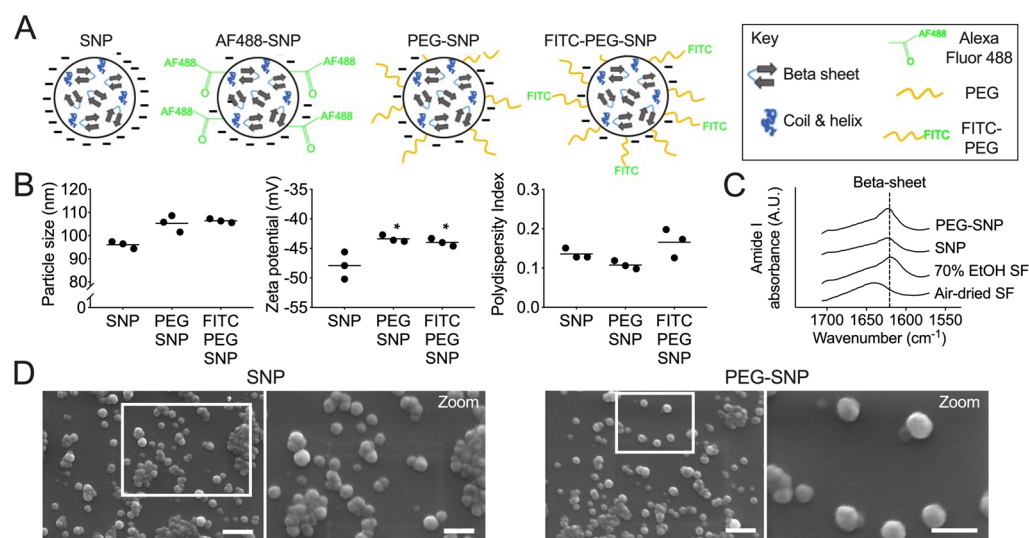 A
SNP
AF488-SNP
PEG-SNP
FITC-PEG-SNP
AF488
AF488
AF488
AF488
O
O
O
O
FITC
FITC
FITC
FITC
FITC
Key
Beta sheet
Coil & helix
AF488
O
Alexa
Fluor 488
PEG
FITC
FITC-
PEG
B
Particle size (nm)
120
110
100
90
80
0
SNP
PEG
SNP
FITC
PEG
SNP
Zeta potential (mV)
-35
-40
-45
-50
-55
*
*
SNP
PEG
SNP
FITC
PEG
SNP
Polydispersity Index
0.3
0.2
0.1
0
SNP
PEG
SNP
FITC
PEG
SNP
C
Beta-sheet
Amide I
absorbance (A.U.)
PEG-SNP
SNP
70% EtOH SF
Air-dried SF
1700 1650 1600 1550
Wavenumber (cm-1)
D
SNP
Zoom
PEG-SNP
Zoom